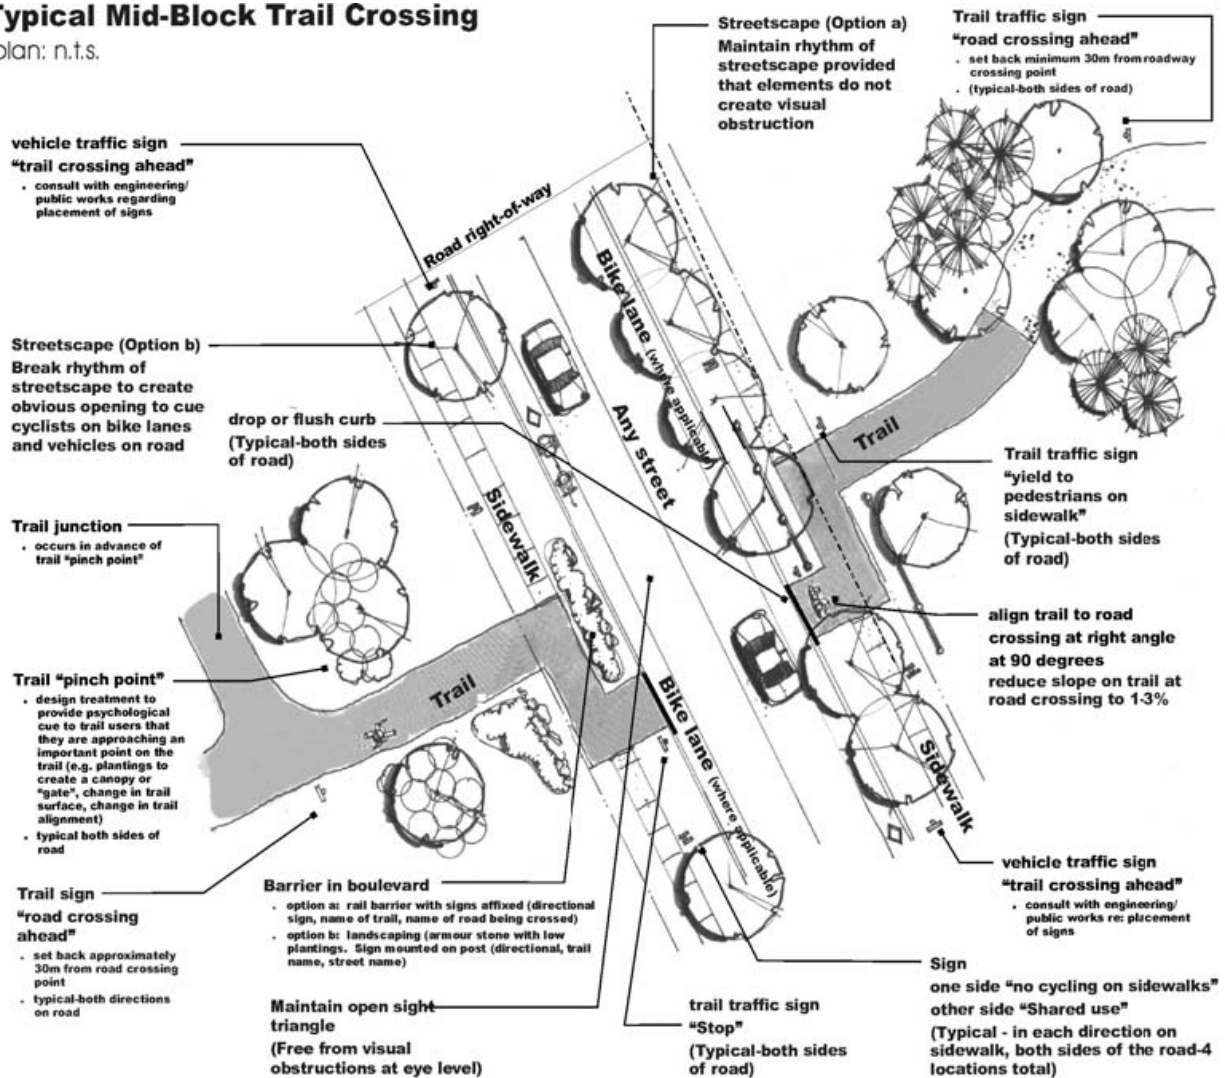 Typical Mid-Block Trail Crossing
plan: n.t.s.
Streetscape (Option a)
Maintain rhythm of
streetscape provided
that elements do not
create visual
obstruction
Trail traffic sign
“road crossing ahead”
. set back minimum 30m from roadway
crossing point
. (typical-both sides of road)
vehicle traffic sign
“trail crossing ahead”
• consult with engineering/
public works regarding
placement of signs
Road right-of-way
Bike lane (where applicable)
Streetscape (Option b)
Break rhythm of
streetscape to create
obvious opening to cue
cyclists on bike lanes
and vehicles on road
drop or flush curb
(Typical-both sides
of road)
Any street
Trail
Trail traffic sign
“yield to
pedestrians on
sidewalk”
(Typical-both sides
of road)
Sidewalk
Trail junction
• occurs in advance of
trail “pinch point”
align trail to road
crossing at right angle
at 90 degrees
reduce slope on trail at
road crossing to 1-3%
Trail “pinch point”
• design treatment to
provide psychological
cue to trail users that
they are approaching an
important point on the
trail (e.g. plantings to
create a canopy or
“gate”, change in trail
surface, change in trail
alignment)
• typical both sides of
road
Trail
Bike lane (where applicable)
Sidewalk
Trail sign
“road crossing
ahead”
. set back approximately
30m from road crossing
point
. typical-both directions
on road
Barrier in boulevard
. option a: rail barrier with signs affixed (directional
sign, name of trail, name of road being crossed)
• option b: landscaping (armour stone with low
plantings. Sign mounted on post (directional, trail
name, street name)
vehicle traffic sign
“trail crossing ahead”
• consult with engineering/
public works re: placement
of signs
Maintain open sight
triangle
(Free from visual
obstructions at eye level)
trail traffic sign
“Stop”
(Typical-both sides
of road)
Sign
one side “no cycling on sidewalks”
other side “Shared use”
(Typical - in each direction on
sidewalk, both sides of the road-4
locations total)